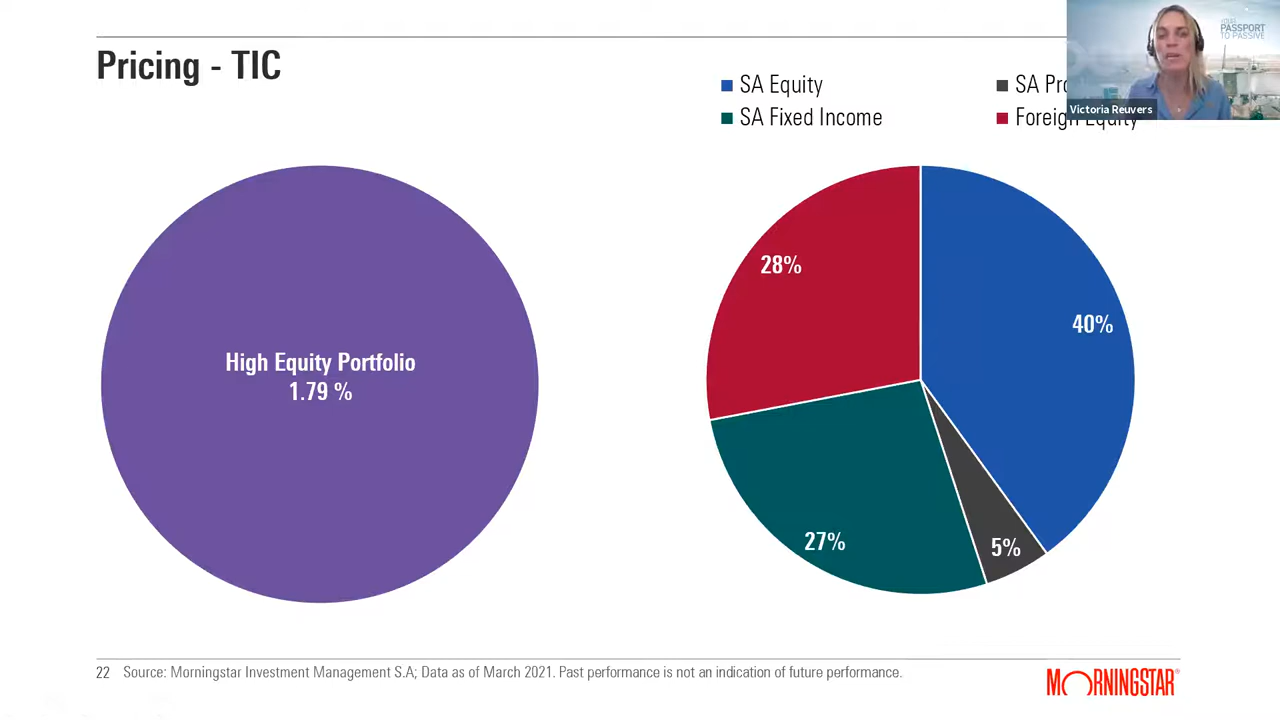 Pricing - TIC
SA Equity
SA
SA Fixed Income
Foreign Equity
YOUR
PASSPORT
TO PASSIVE
Victoria Reuvers
High Equity Portfolio
1.79 %
28%
40%
27%
5%
22 Source: Morningstar Investment Management S.A; Data as of March 2021. Past performance is not an indication of future performance.
MORNINGSTAR®